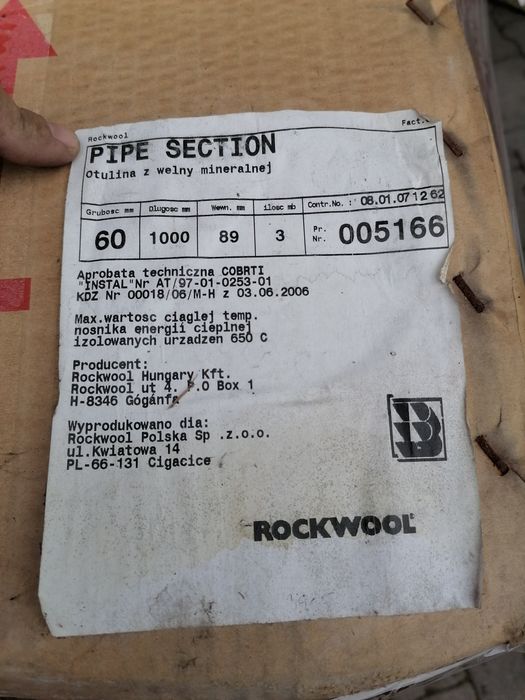 Rockwool
Fact.
PIPE SECTION
Otulina z welny mineralnej
Grubosc mm Dlugosc mm Wewn. mm ilosc mb Contr.No. : 08.01.07 12 62
60 1000 89 3 Pr. Nr. 005166
Aprobata techniczna COBRTI
"INSTAL"Nr AT/97-01-0253-01
KDZ Nr 00018/06/M-H z 03.06.2006
Max.wartosc ciaglej temp.
nosnika energii cieplnej
izolowanych urzadzen 650 C
Producent:
Rockwool Hungary Kft.
Rockwool ut 4. P.O Box 1
H-8346 Gógánfa
Wyprodukowano dla:
Rockwool Polska Sp .z.o.o.
ul.Kwiatowa 14
PL-66-131 Cigacice
ROCKWOOL